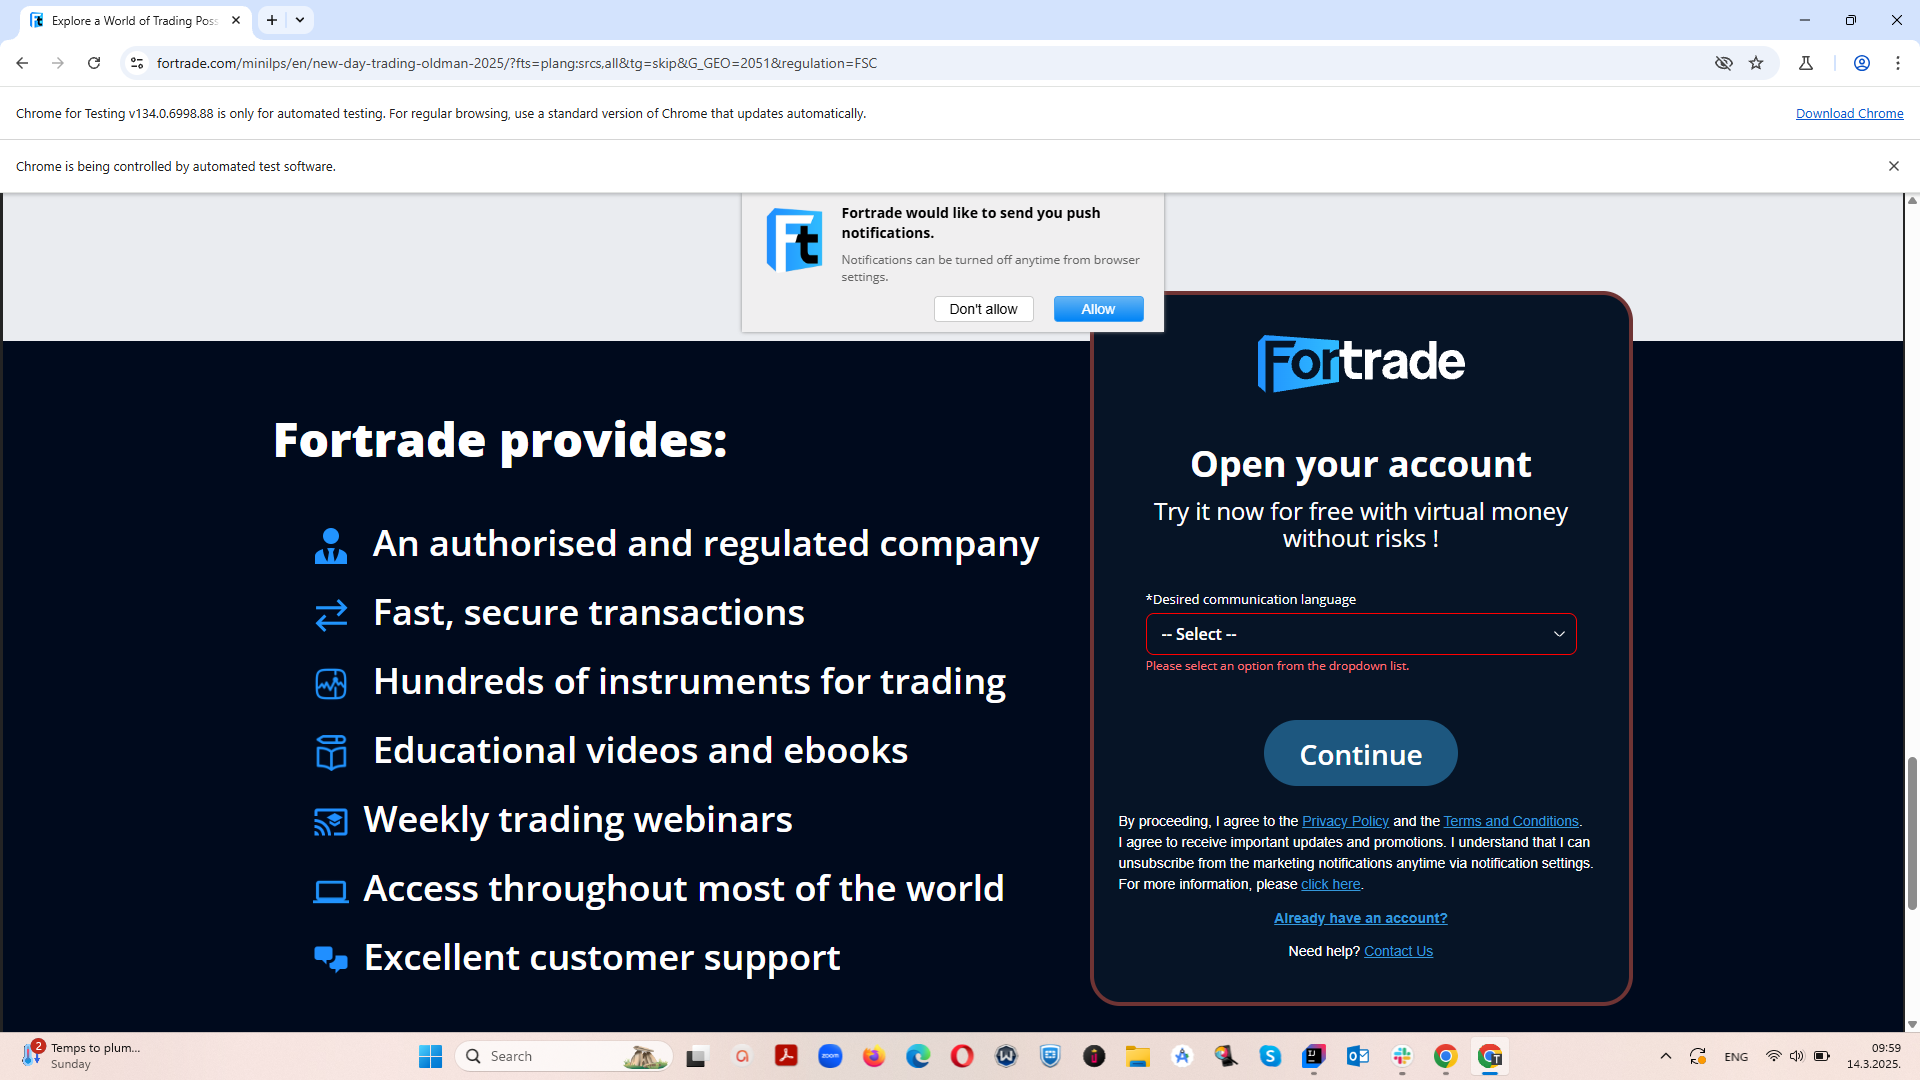 Explore a World of Trading Poss
fortrade.com/minilps/en/new-day-trading-oldman-2025/?fts=plang:srcs,all&tg=skip&G_GEO=2051&regulation=FSC
Chrome for Testing v134.0.6998.88 is only for automated testing. For regular browsing, use a standard version of Chrome that updates automatically.
Download Chrome
Chrome is being controlled by automated test software.
Fortrade would like to send you push
notifications.
Notifications can be turned off anytime from browser
settings.
Don't allow
Allow
Fortrade provides:
An authorised and regulated company
Fast, secure transactions
Hundreds of instruments for trading
Educational videos and ebooks
Weekly trading webinars
Access throughout most of the world
Excellent customer support
Fortrade
Open your account
Try it now for free with virtual money
without risks !
*Desired communication language
-- Select --
Please select an option from the dropdown list.
Continue
By proceeding, I agree to the Privacy Policy and the Terms and Conditions.
I agree to receive important updates and promotions. I understand that I can
unsubscribe from the marketing notifications anytime via notification settings.
For more information, please click here.
Already have an account?
Need help? Contact Us
2
Temps to plum...
Sunday
Search
zoom
ENG
09:59
14.3.2025.